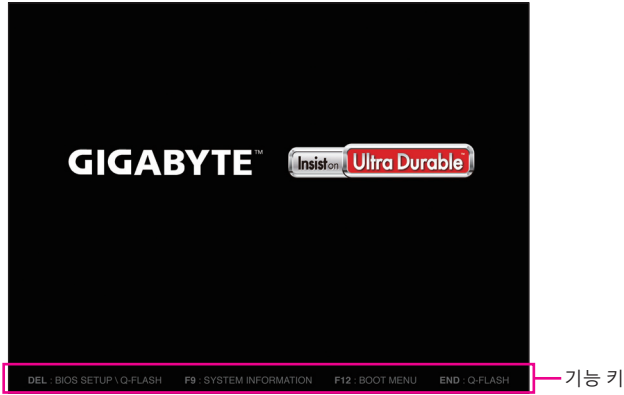 GIGABYTE™ Insist on Ultra Durable™
DEL : BIOS SETUP \ Q-FLASH F9 : SYSTEM INFORMATION F12 : BOOT MENU END : Q-FLASH
기능 키